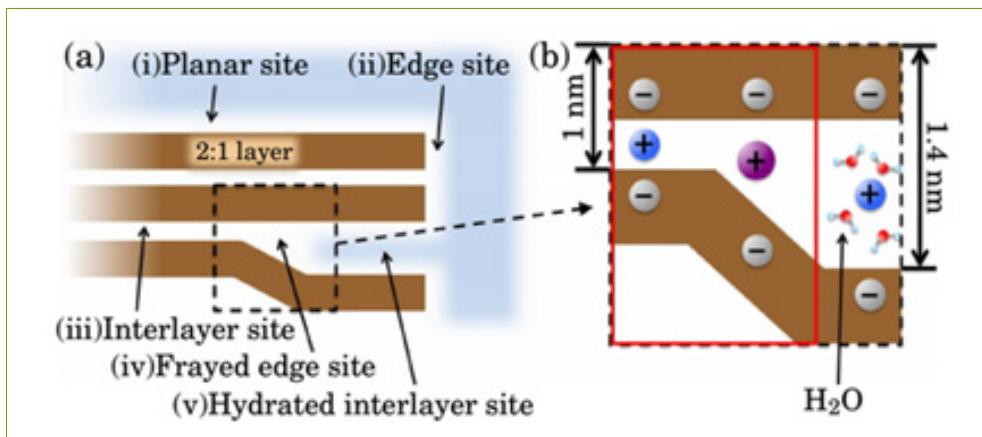 (a)
(i)Planar site
(ii)Edge site
2:1 layer
(iii)Interlayer site
(iv)Frayed edge site
(v)Hydrated interlayer site
(b)
1 nm
1.4 nm
− − −
+ + +
− − −
H₂O